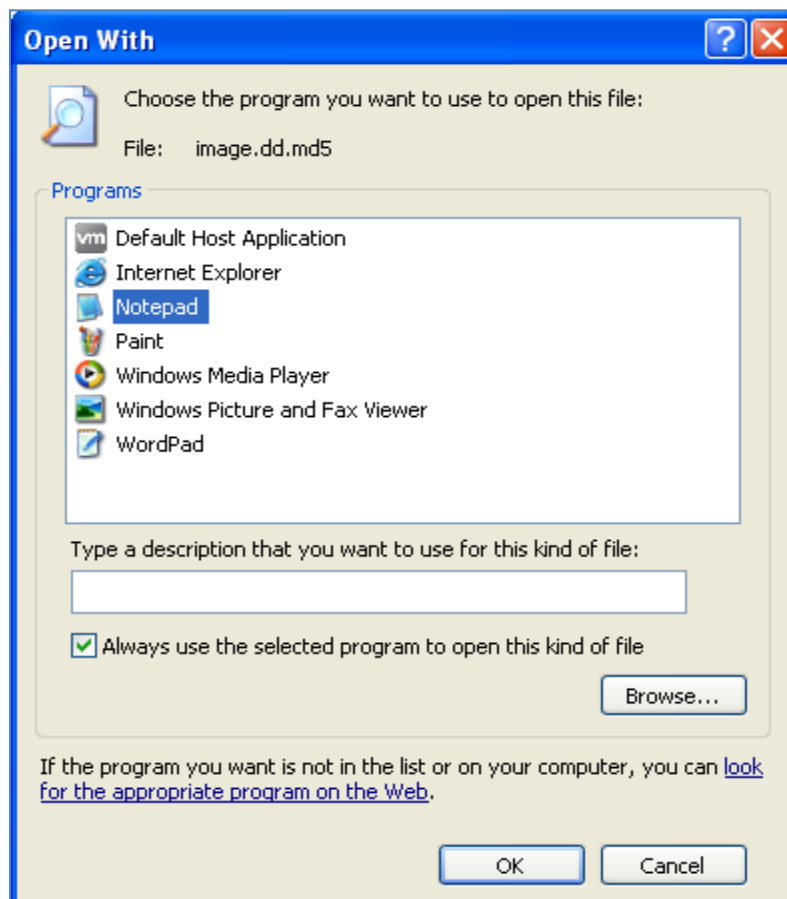 Open With
Choose the program you want to use to open this file:
File: image.dd.md5
Programs
vm Default Host Application
Internet Explorer
Notepad
Paint
Windows Media Player
Windows Picture and Fax Viewer
WordPad
Type a description that you want to use for this kind of file:
Always use the selected program to open this kind of file
Browse...
If the program you want is not in the list or on your computer, you can look
for the appropriate program on the Web.
OK Cancel